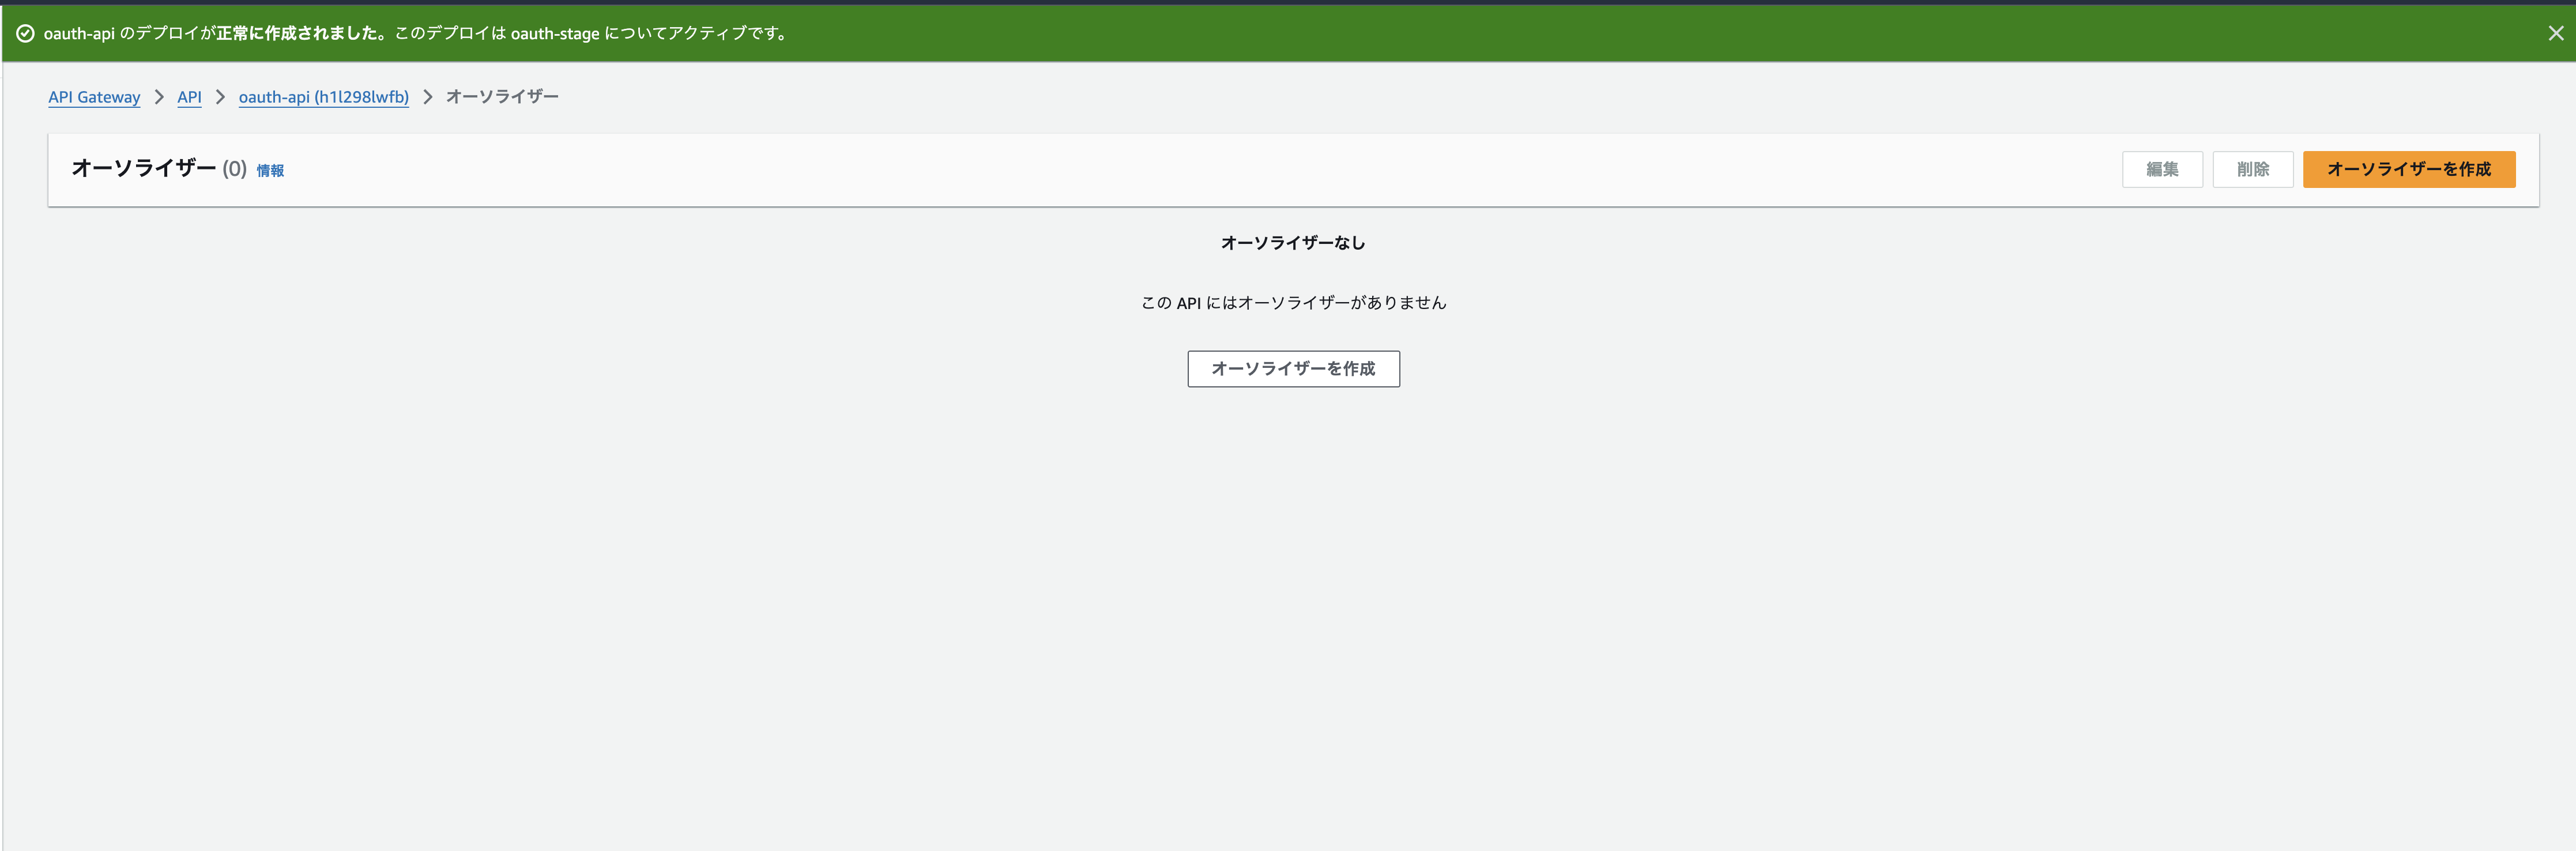 oauth-api のデプロイが正常に作成されました。このデプロイは oauth-stage についてアクティブです。
API Gateway > API > oauth-api (h1l298lwfb) > オーソライザー
オーソライザー (0) 情報 編集 削除 オーソライザーを作成
オーソライザーなし
この API にはオーソライザーがありません
オーソライザーを作成